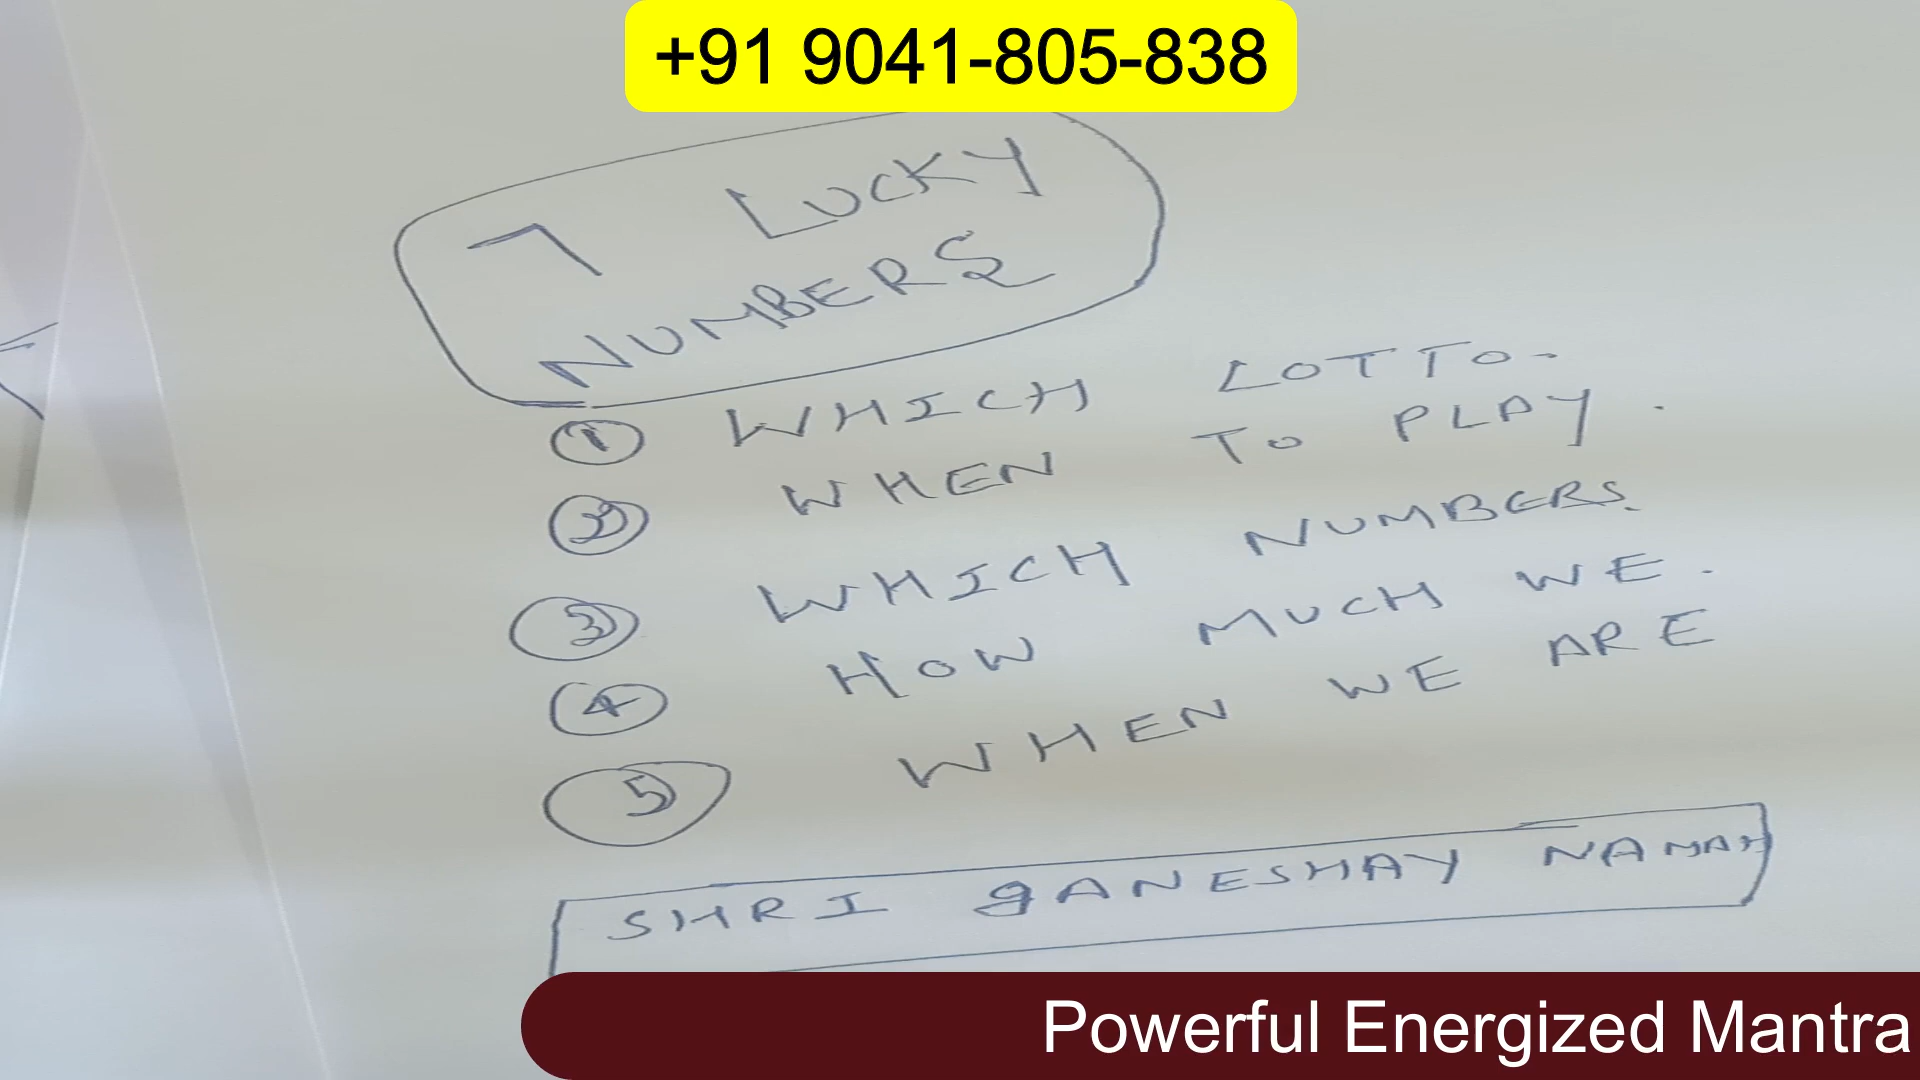 +91 9041-805-838
7 LUCKY
NUMBERS
1 WHICH LOTTO.
2 WHEN TO PLAY.
3 WHICH NUMBERS.
4 HOW MUCH WE.
5 WHEN WE ARE
SHRI GANESHAY NAMAH
Powerful Energized Mantra